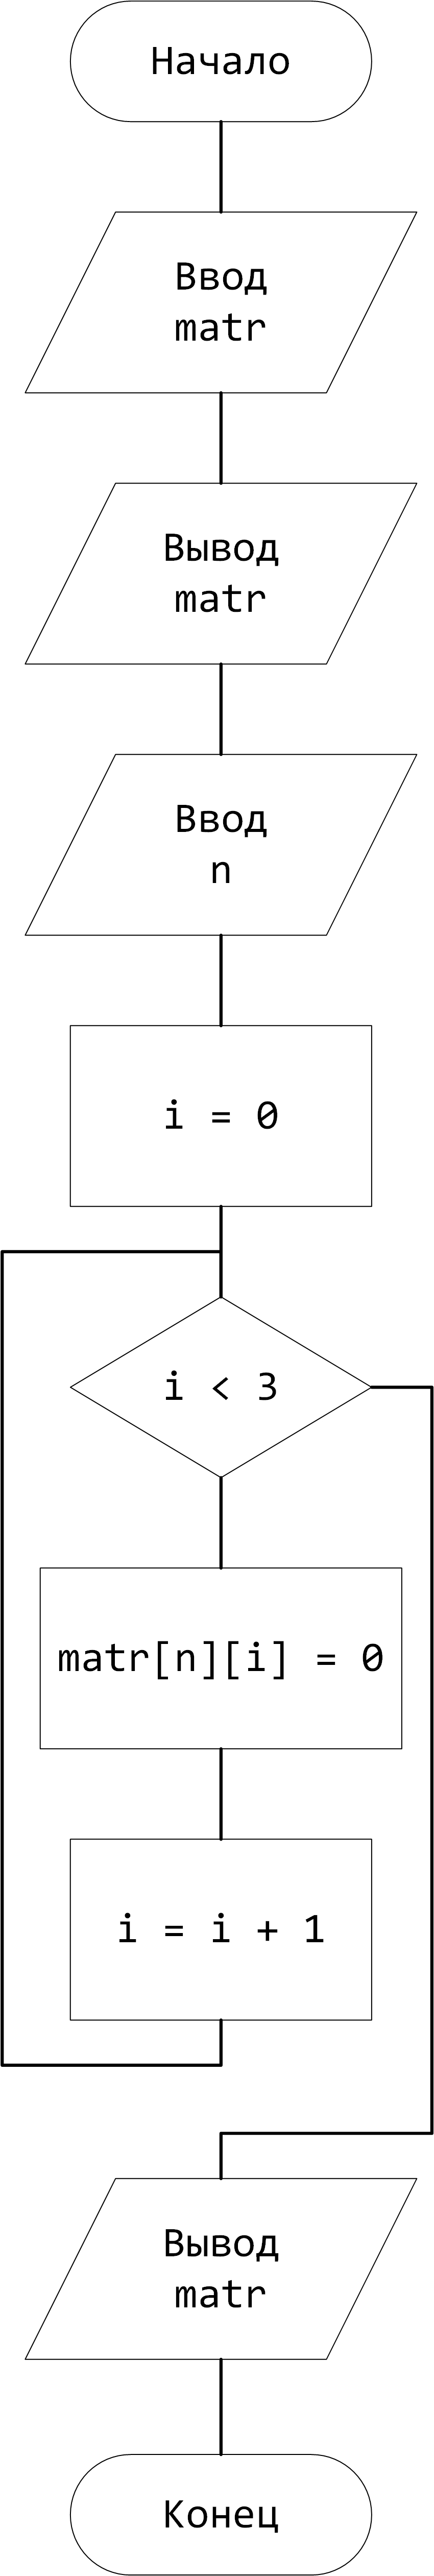 Начало
Ввод
matr
Вывод
matr
Ввод
n
i = 0
i < 3
matr[n][i] = 0
i = i + 1
Вывод
matr
Конец